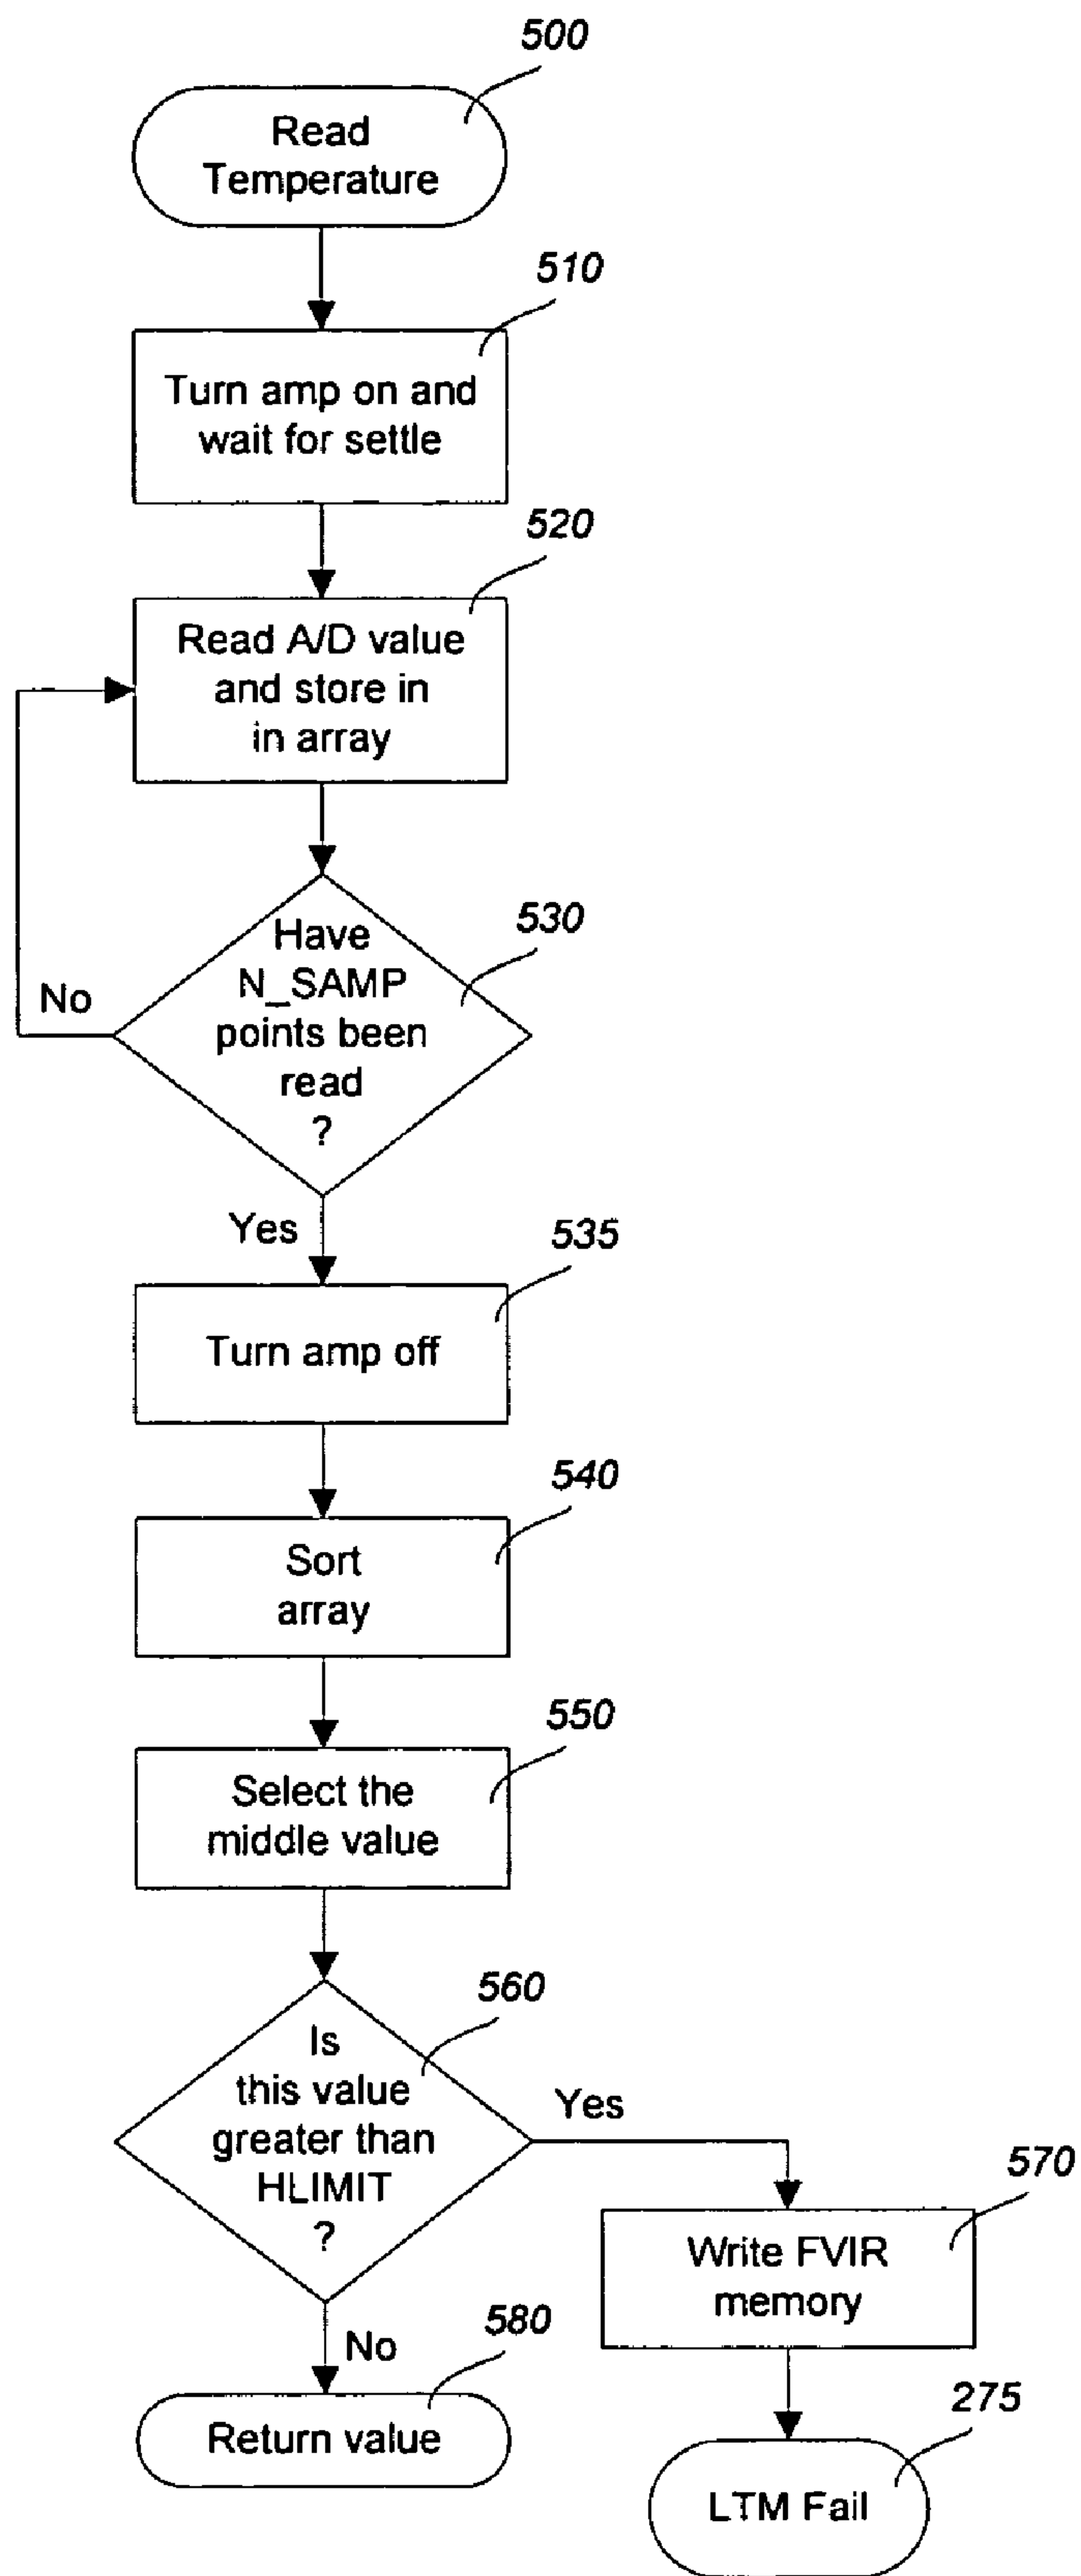 500
Read
Temperature
510
Turn amp on and
wait for settle
520
Read A/D value
and store in
in array
530
Have
N_SAMP
points been
read
?
No
Yes
535
Turn amp off
540
Sort
array
550
Select the
middle value
560
Is
this value
greater than
HLIMIT
?
Yes
570
Write FVIR
memory
No
580
Return value
275
LTM Fail